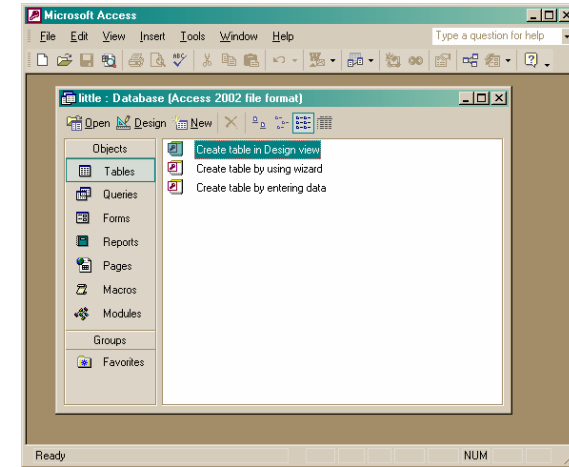 Microsoft Access
File Edit View Insert Tools Window Help Type a question for help
little : Database (Access 2002 file format)
Open Design New
Objects
Tables
Queries
Forms
Reports
Pages
Macros
Modules
Groups
Favorites
Create table in Design view
Create table by using wizard
Create table by entering data
Ready NUM